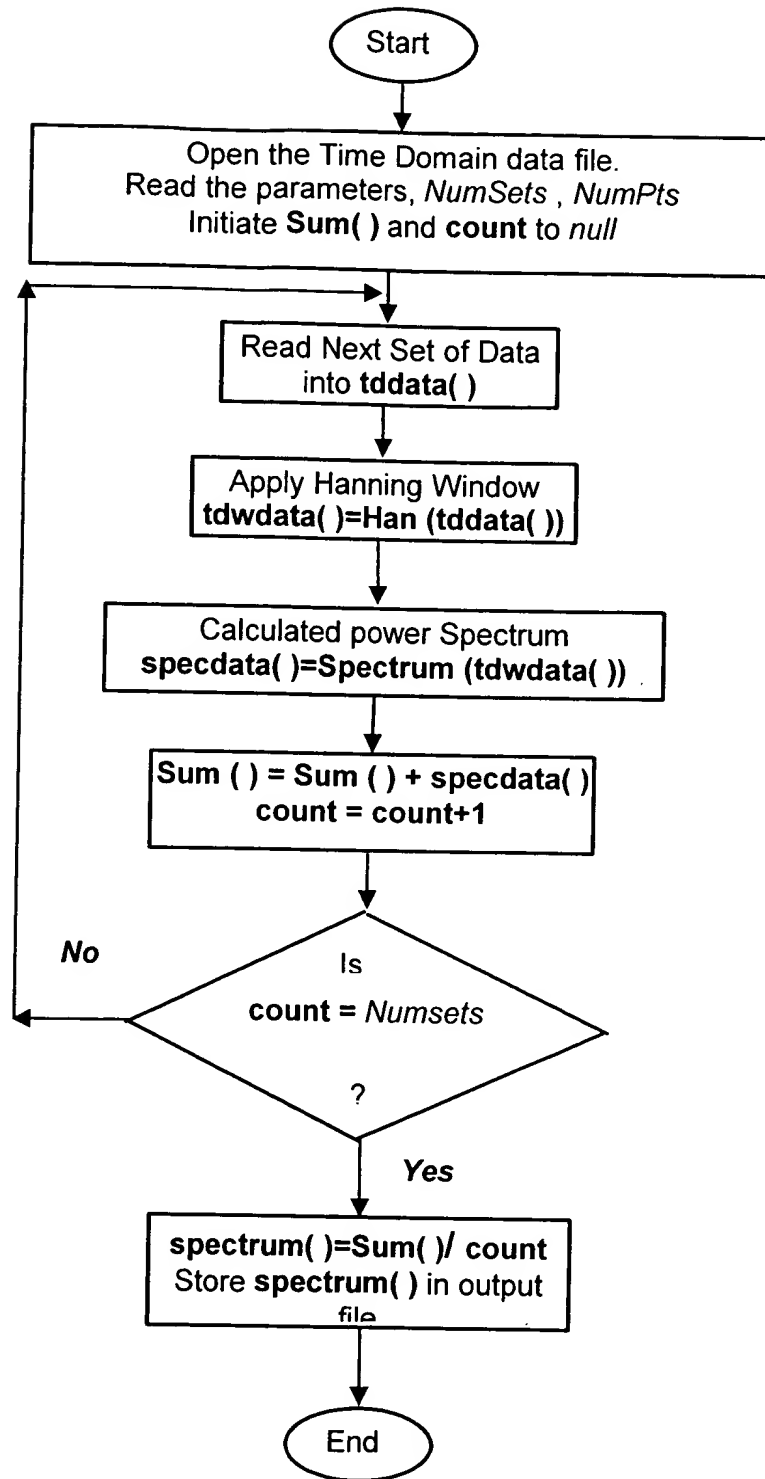 Start
Open the Time Domain data file.
Read the parameters, NumSets , NumPts
Initiate Sum( ) and count to null
Read Next Set of Data
into tddata( )
Apply Hanning Window
tdwdata( )=Han (tddata( ))
Calculated power Spectrum
specdata( )=Spectrum (tdwdata( ))
Sum ( ) = Sum ( ) + specdata( )
count = count+1
No
Is
count = Numsets
?
Yes
spectrum( )=Sum( )/ count
Store spectrum( ) in output
file
End